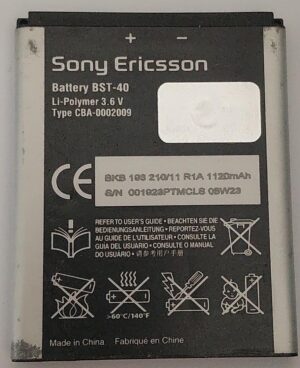 + −
Sony Ericsson
Battery BST-40
Li-Polymer 3.6 V
Type CBA-0002009
CE
BKB 193 210/11 R1A 1120mAh
S/N 001923PTMCLS 05W23
REFER TO USER'S GUIDE • BEACHTEN SIE DIE
BEDIENUNGSANLEITUNG • REPORTEZ-VOUS
AU GUIDE DE L'UTILISATEUR • CONSULTE LA
GUIA DEL USUARIO • CONSULTE O MANUAL
DO USUÁRIO • 请参考用户手册
>60°C/140°F
Made in China Fabriqué en Chine